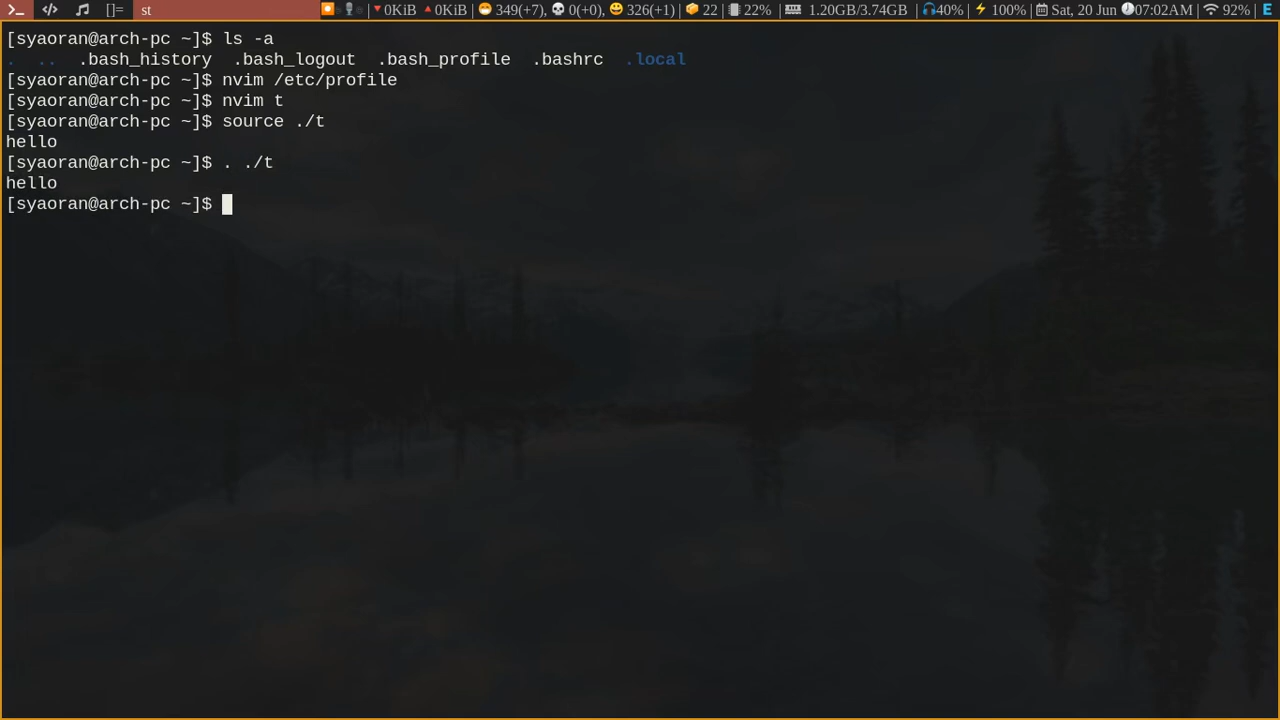 []= st 0KiB 0KiB | 349(+7), 0(+0), 326(+1) | 22 | 22% | 1.20GB/3.74GB | 40% | 100% | Sat, 20 Jun 07:02AM | 92% | E
[syaoran@arch-pc ~]$ ls -a
. .. .bash_history .bash_logout .bash_profile .bashrc .local
[syaoran@arch-pc ~]$ nvim /etc/profile
[syaoran@arch-pc ~]$ nvim t
[syaoran@arch-pc ~]$ source ./t
hello
[syaoran@arch-pc ~]$ . ./t
hello
[syaoran@arch-pc ~]$